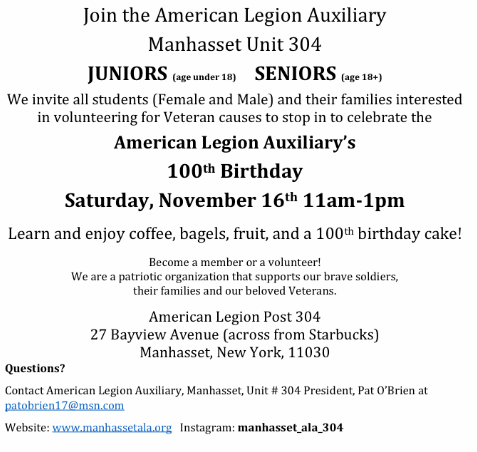 Join the American Legion Auxiliary
Manhasset Unit 304
JUNIORS (age under 18) SENIORS (age 18+)
We invite all students (Female and Male) and their families interested
in volunteering for Veteran causes to stop in to celebrate the
American Legion Auxiliary's
100th Birthday
Saturday, November 16th 11am-1pm
Learn and enjoy coffee, bagels, fruit, and a 100th birthday cake!
Become a member or a volunteer!
We are a patriotic organization that supports our brave soldiers,
their families and our beloved Veterans.
American Legion Post 304
27 Bayview Avenue (across from Starbucks)
Manhasset, New York, 11030
Questions?
Contact American Legion Auxiliary, Manhasset, Unit # 304 President, Pat O'Brien at
patobrien17@msn.com
Website: www.manhassetala.org Instagram: manhasset_ala_304